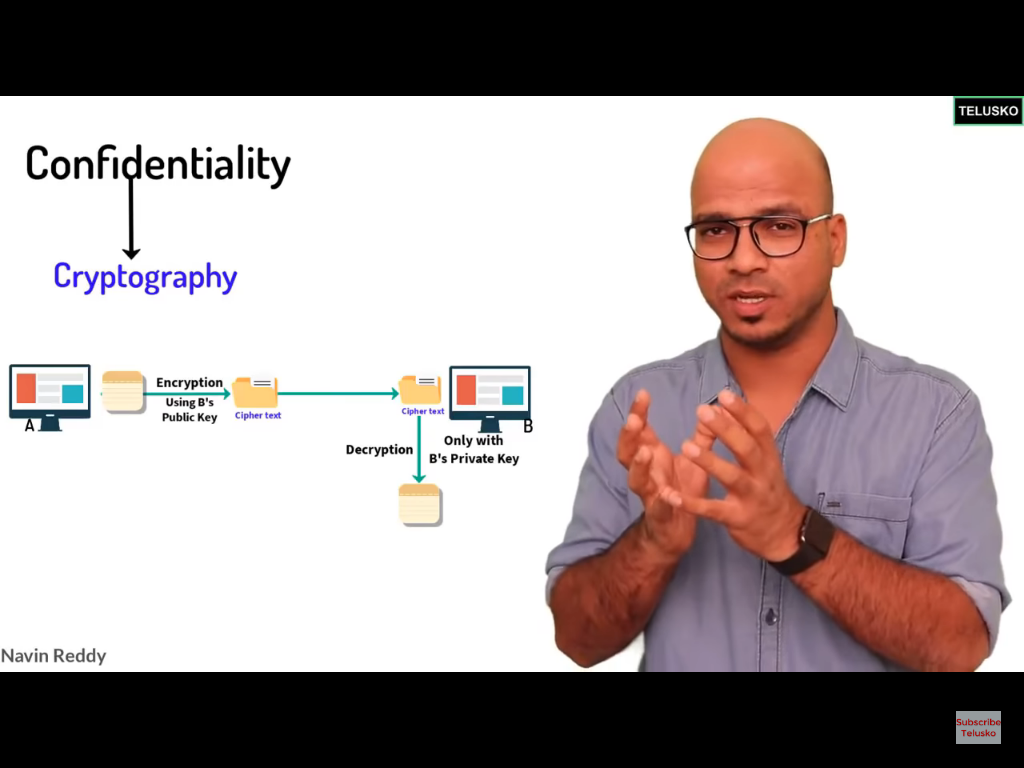 TELUSKO
Confidentiality
Cryptography
Encryption
Using B's
Public Key
Cipher text
Cipher text
A
B
Decryption
Only with
B's Private Key
Navin Reddy
Subscribe
Telusko